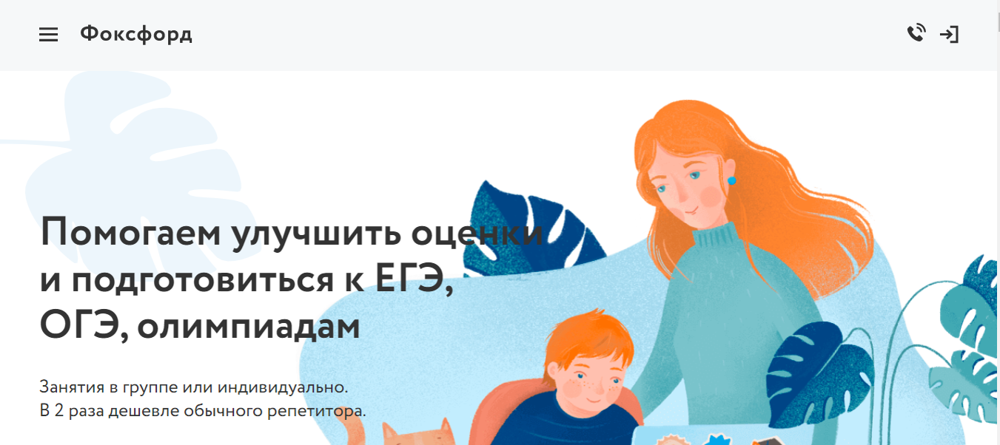 Фоксфорд
Помогаем улучшить оценки
и подготовиться к ЕГЭ,
ОГЭ, олимпиадам
Занятия в группе или индивидуально.
В 2 раза дешевле обычного репетитора.